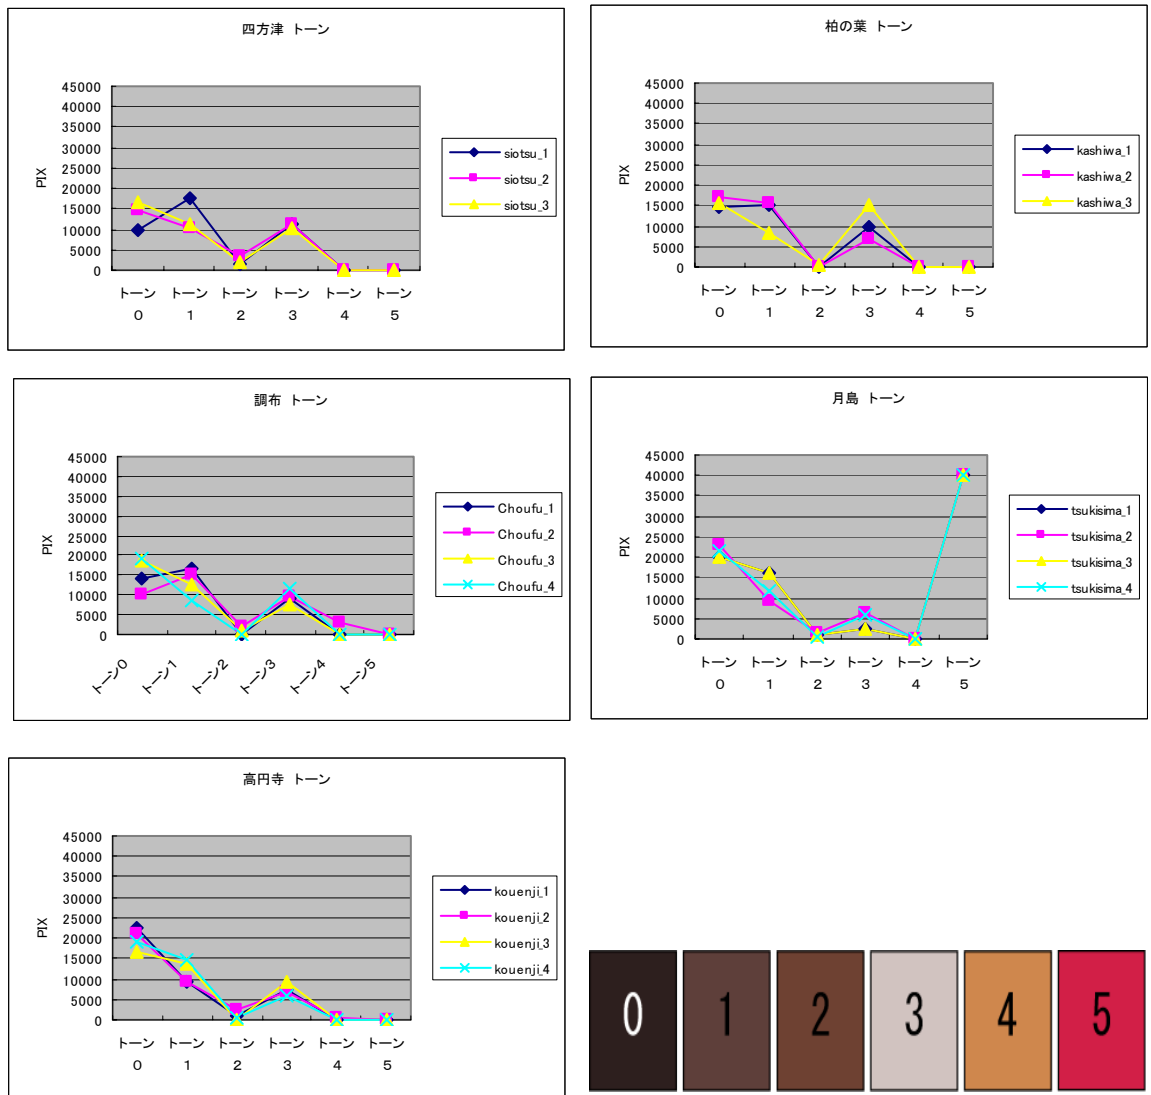 四方津 トーン
45000
40000
35000
30000
25000
20000
15000
10000
5000
0
PIX
トーン0 トーン1 トーン2 トーン3 トーン4 トーン5
siotsu_1
siotsu_2
siotsu_3
柏の葉 トーン
45000
40000
35000
30000
25000
20000
15000
10000
5000
0
PIX
トーン0 トーン1 トーン2 トーン3 トーン4 トーン5
kashiwa_1
kashiwa_2
kashiwa_3
調布 トーン
45000
40000
35000
30000
25000
20000
15000
10000
5000
0
PIX
トーン0 トーン1 トーン2 トーン3 トーン4 トーン5
Choufu_1
Choufu_2
Choufu_3
Choufu_4
月島 トーン
45000
40000
35000
30000
25000
20000
15000
10000
5000
0
PIX
トーン0 トーン1 トーン2 トーン3 トーン4 トーン5
tsukisima_1
tsukisima_2
tsukisima_3
tsukisima_4
高円寺 トーン
45000
40000
35000
30000
25000
20000
15000
10000
5000
0
PIX
トーン0 トーン1 トーン2 トーン3 トーン4 トーン5
kouenji_1
kouenji_2
kouenji_3
kouenji_4
0 1 2 3 4 5